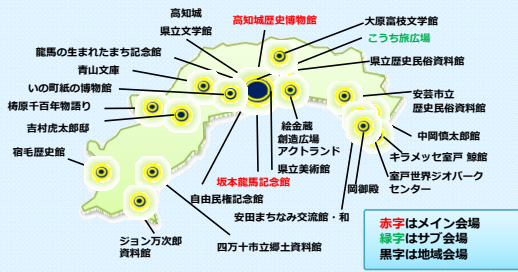 高知城
県立文学館
高知城歴史博物館
大原富枝文学館
こうち旅広場
龍馬の生まれたまち記念館
県立歴史民俗資料館
青山文庫
いの町紙の博物館
安芸市立
歴史民俗資料館
梼原千百年物語り
吉村虎太郎邸
絵金蔵
創造広場
アクトランド
中岡慎太郎館
キラメッセ室戸 鯨館
宿毛歴史館
県立美術館
坂本龍馬記念館
室戸世界ジオパーク
センター
岡御殿
自由民権記念館
安田まちなみ交流館・和
ジョン万次郎
資料館
四万十市立郷土資料館
赤字はメイン会場
緑字はサブ会場
黒字は地域会場